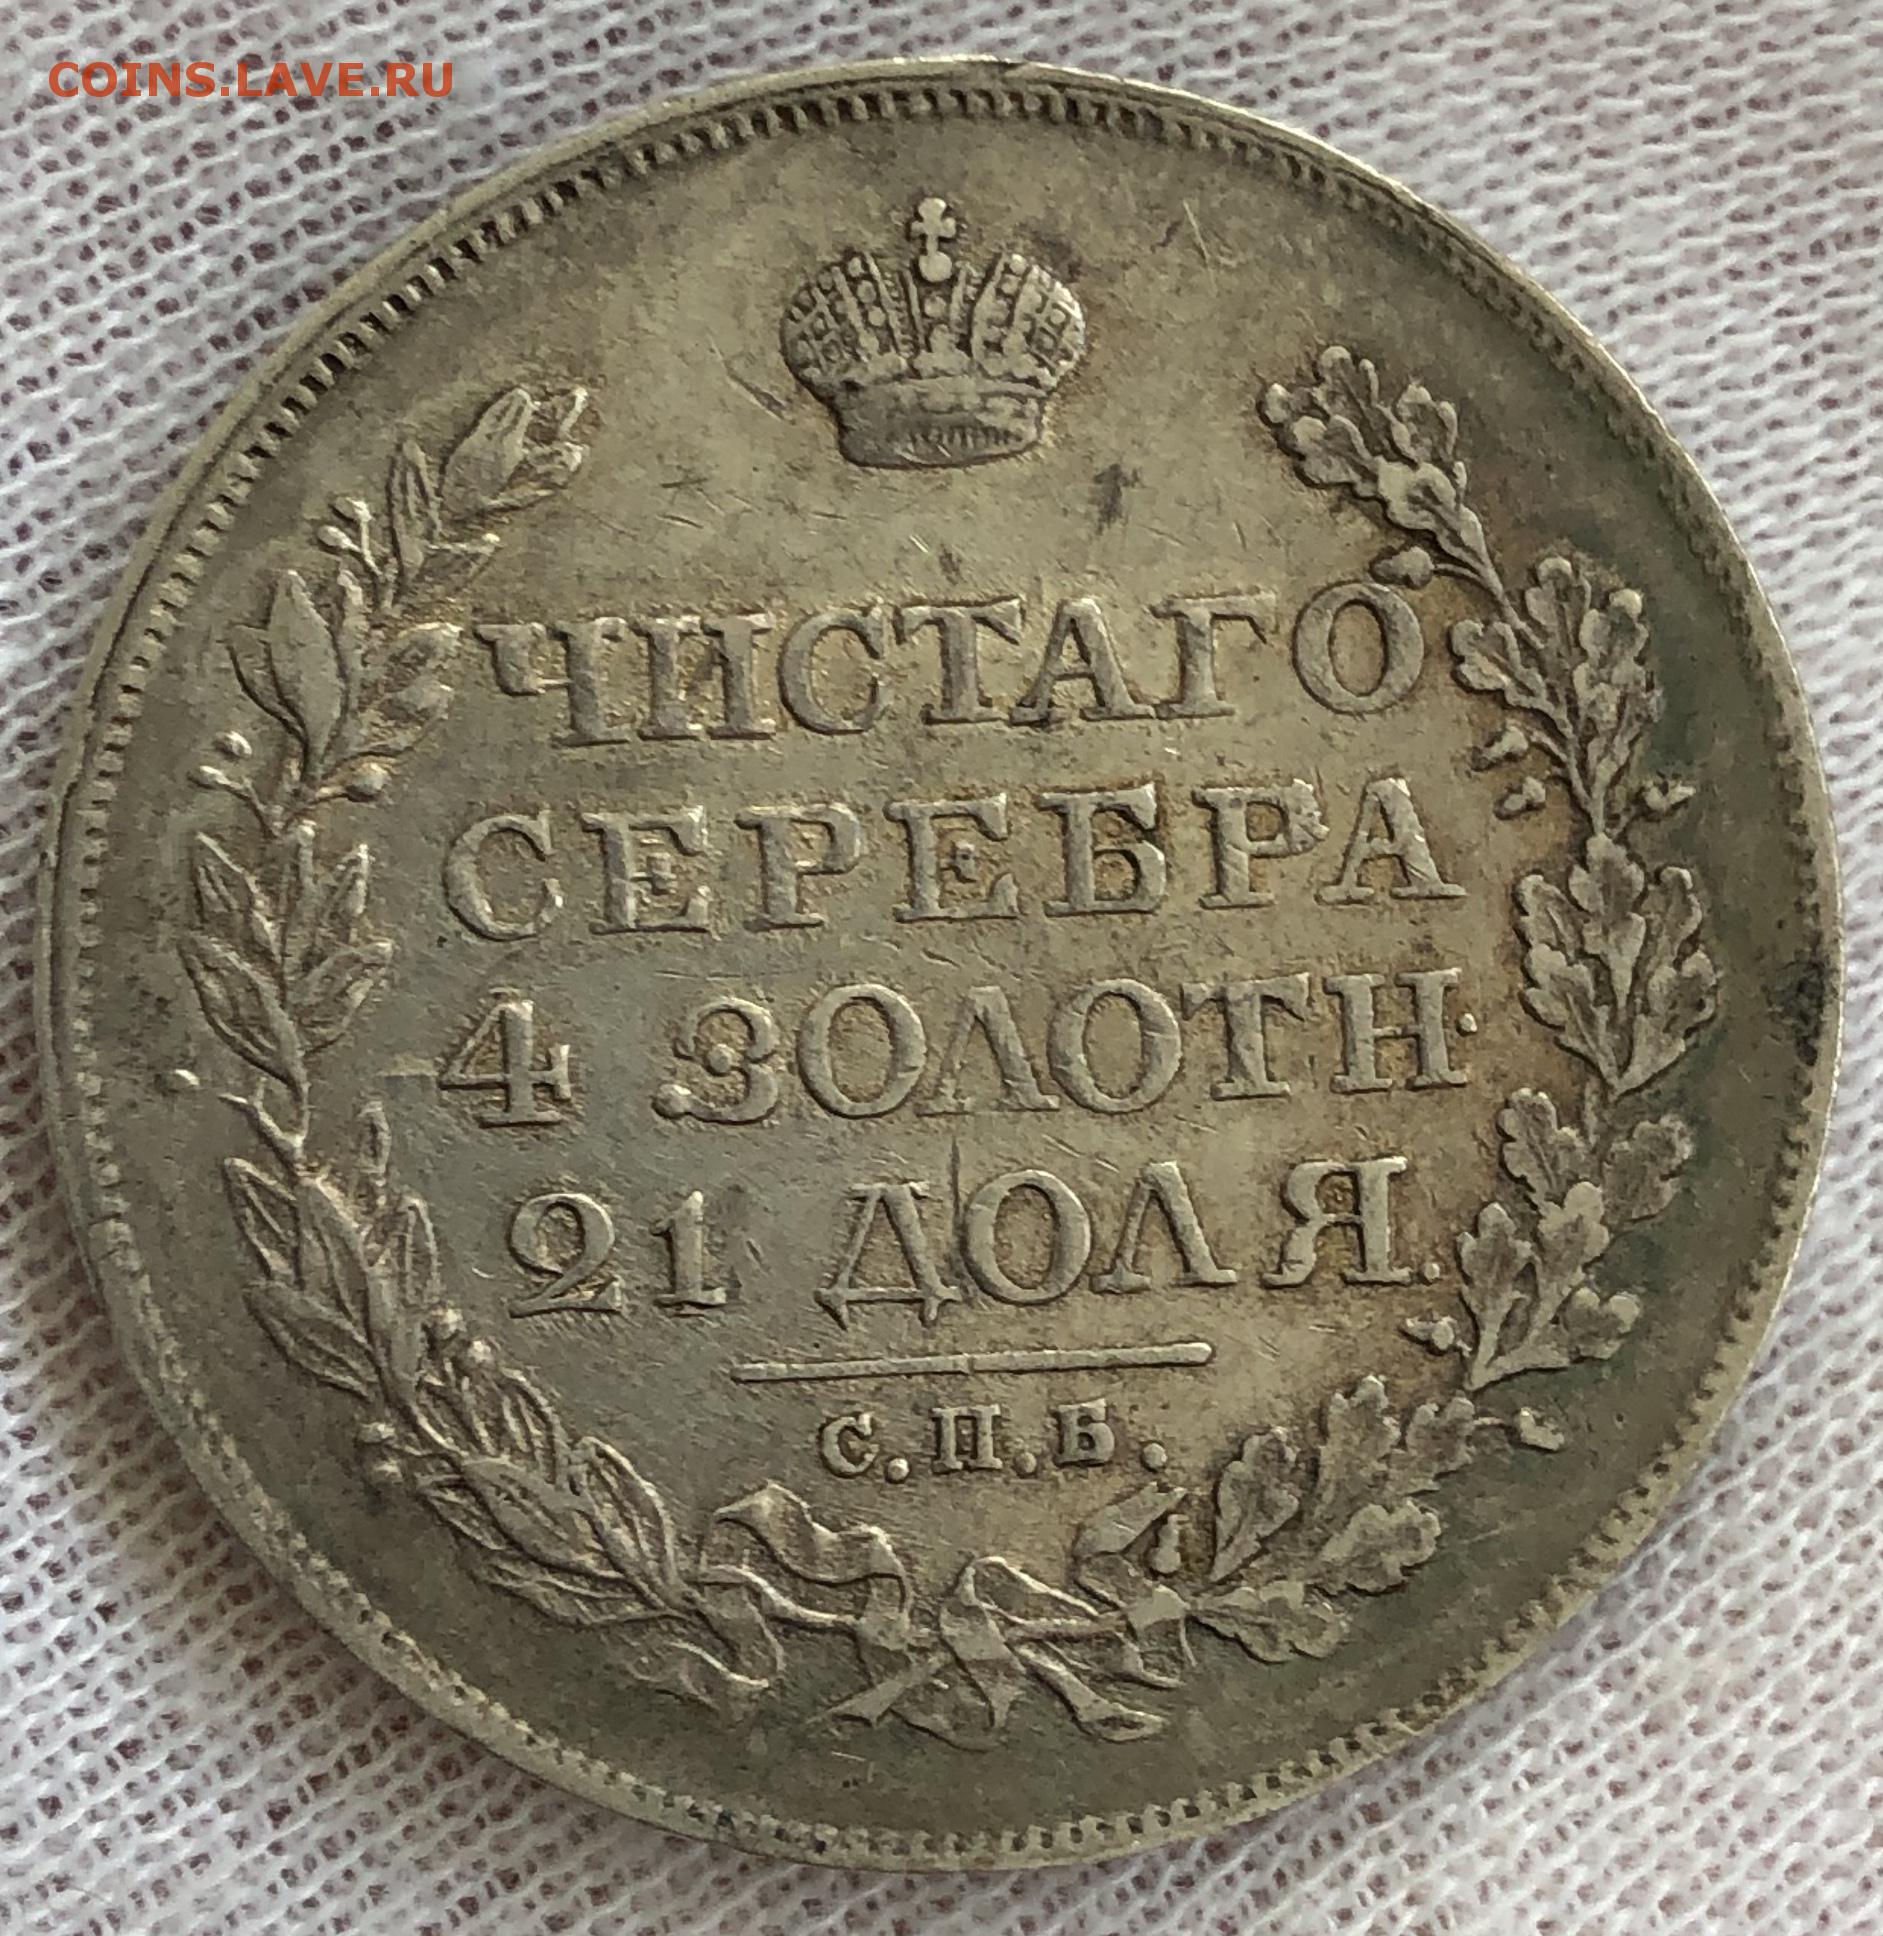 COINS.LAVE.RU
ЧИСТАГО
СЕРЕБРА
4 ЗОЛОТН.
21 ДОЛЯ.
С.П.Б.